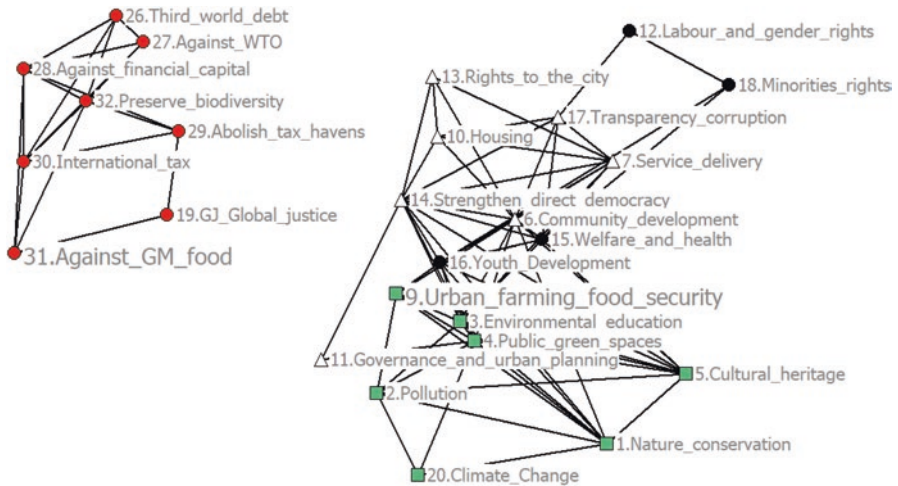 26.Third_world_debt
27.Against_WTO
28.Against_financial_capital
32.Preserve_biodiversity
29.Abolish_tax_havens
30.International_tax
19.GJ_Global_justice
31.Against_GM_food
12.Labour_and_gender_rights
13.Rights_to_the_city
18.Minorities_rights
17.Transparency_corruption
10.Housing
7.Service_delivery
14.Strengthen_direct_democracy
6.Community_development
15.Welfare_and_health
16.Youth_Development
9.Urban_farming_food_security
3.Environmental_education
4.Public_green_spaces
11.Governance_and_urban_planning
5.Cultural_heritage
2.Pollution
1.Nature_conservation
20.Climate_Change